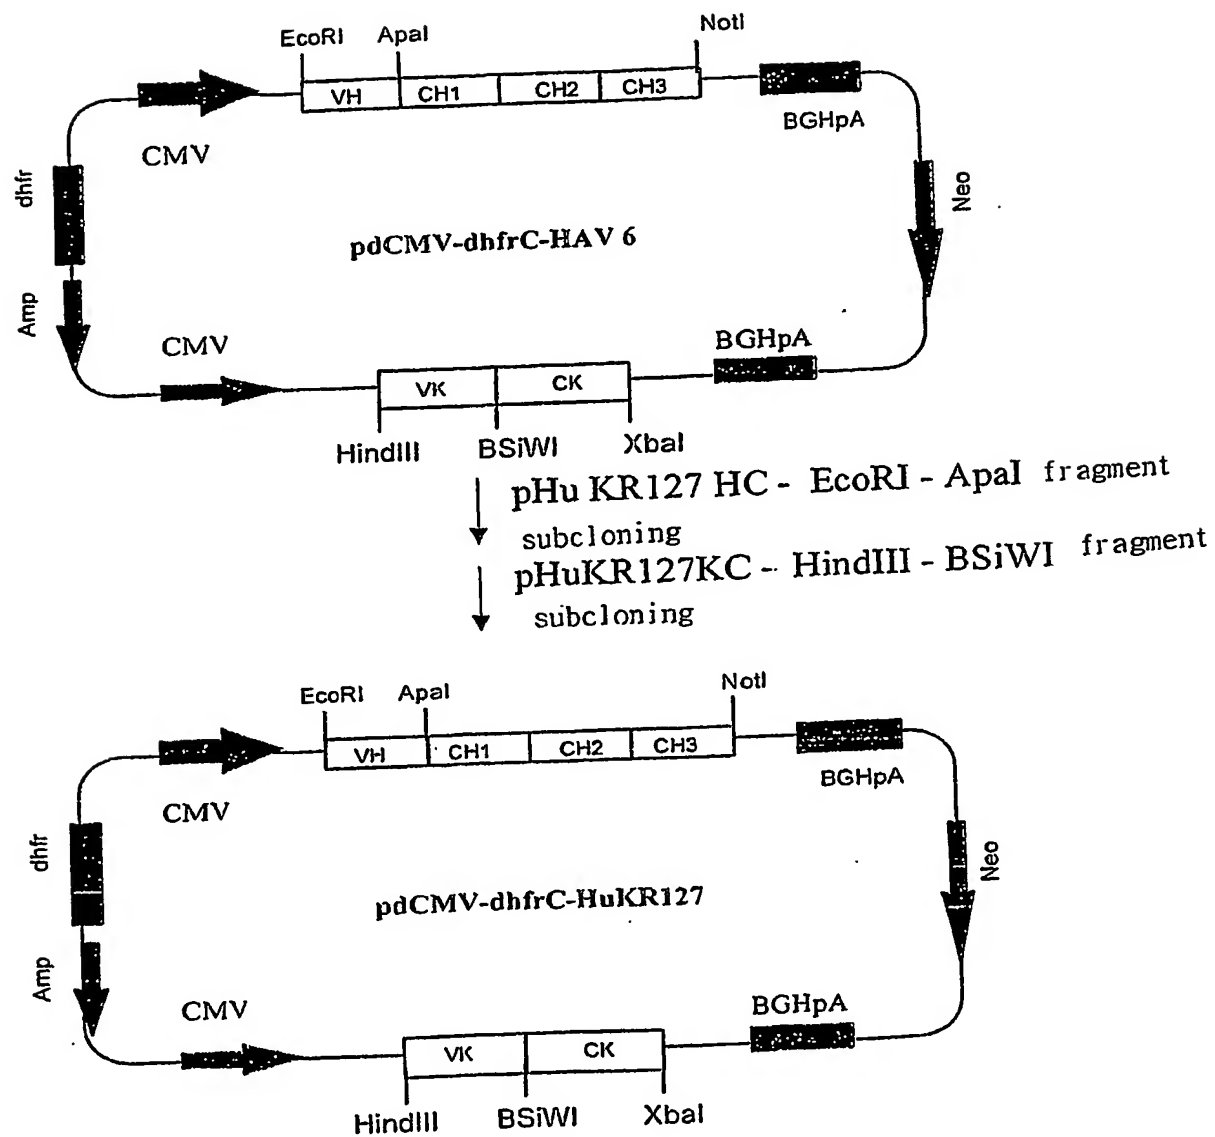 EcoRI ApaI NotI
VH CH1 CH2 CH3
BGHpA
CMV
dhfr
Neo
pdCMV-dhfrC-HAV 6
Amp
CMV
BGHpA
VK CK
HindIII BSiWI XbaI
pHu KR127 HC - EcoRI - ApaI fragment
subcloning
pHuKR127KC - HindIII - BSiWI fragment
subcloning
EcoRI ApaI NotI
VH CH1 CH2 CH3
BGHpA
CMV
dhfr
Neo
pdCMV-dhfrC-HuKR127
Amp
CMV
BGHpA
VK CK
HindIII BSiWI XbaI